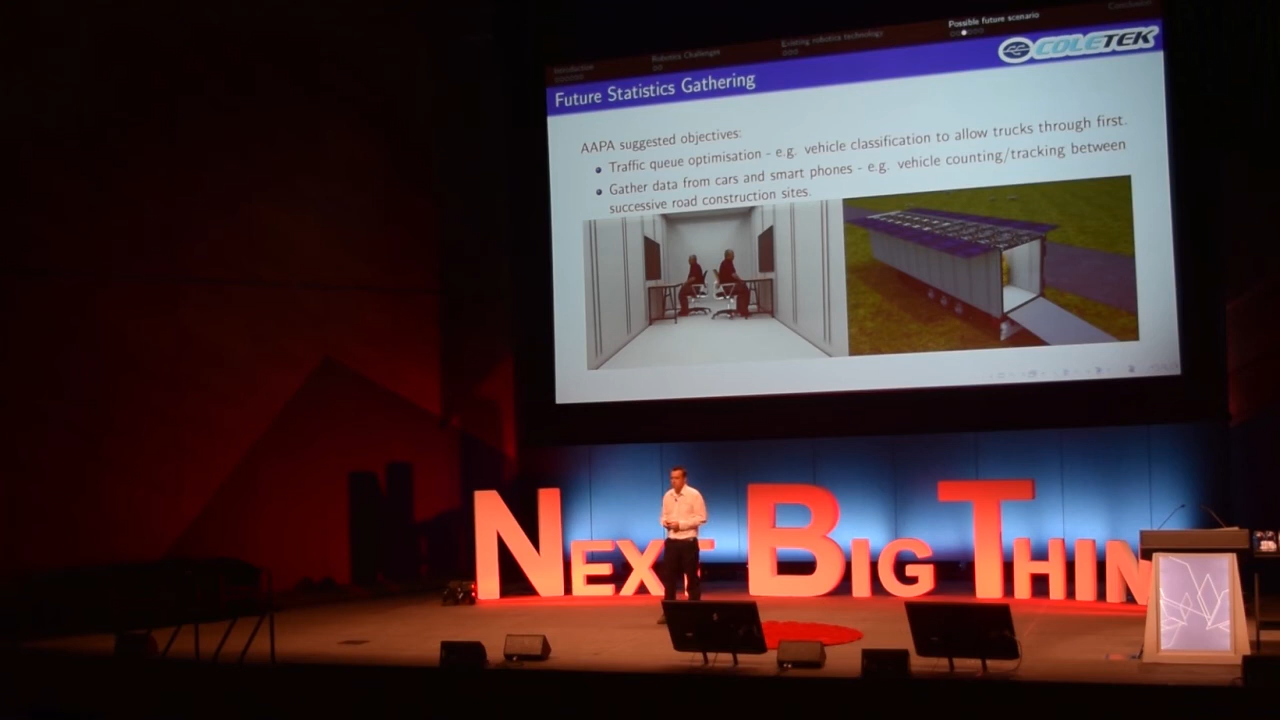 Introduction
Robotics Challenges
Existing robotics technology
Possible future scenario
Conclusion
COLETEK
Future Statistics Gathering
AAPA suggested objectives:
Traffic queue optimisation - e.g. vehicle classification to allow trucks through first.
Gather data from cars and smart phones - e.g. vehicle counting/tracking between
successive road construction sites.
NEXT BIG THIN